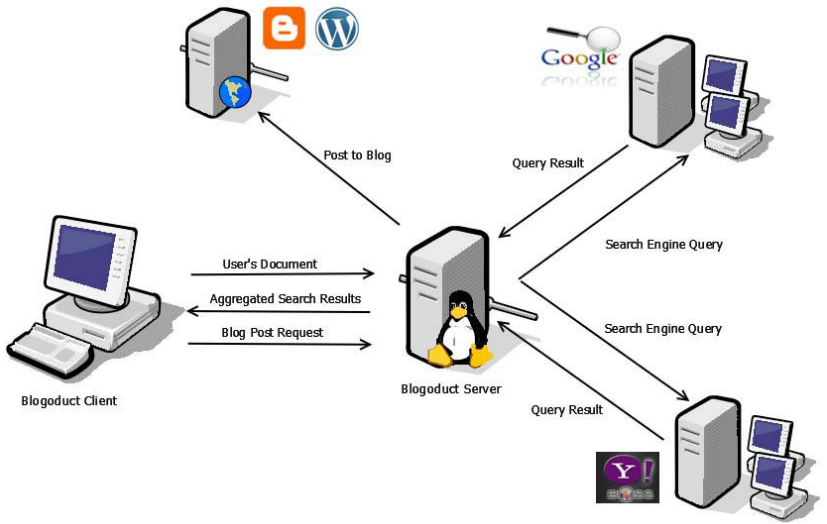 Google
Post to Blog
Query Result
Search Engine Query
User's Document
Aggregated Search Results
Blog Post Request
Search Engine Query
Blogoduct Client
Blogoduct Server
Query Result
Y!
BOSS